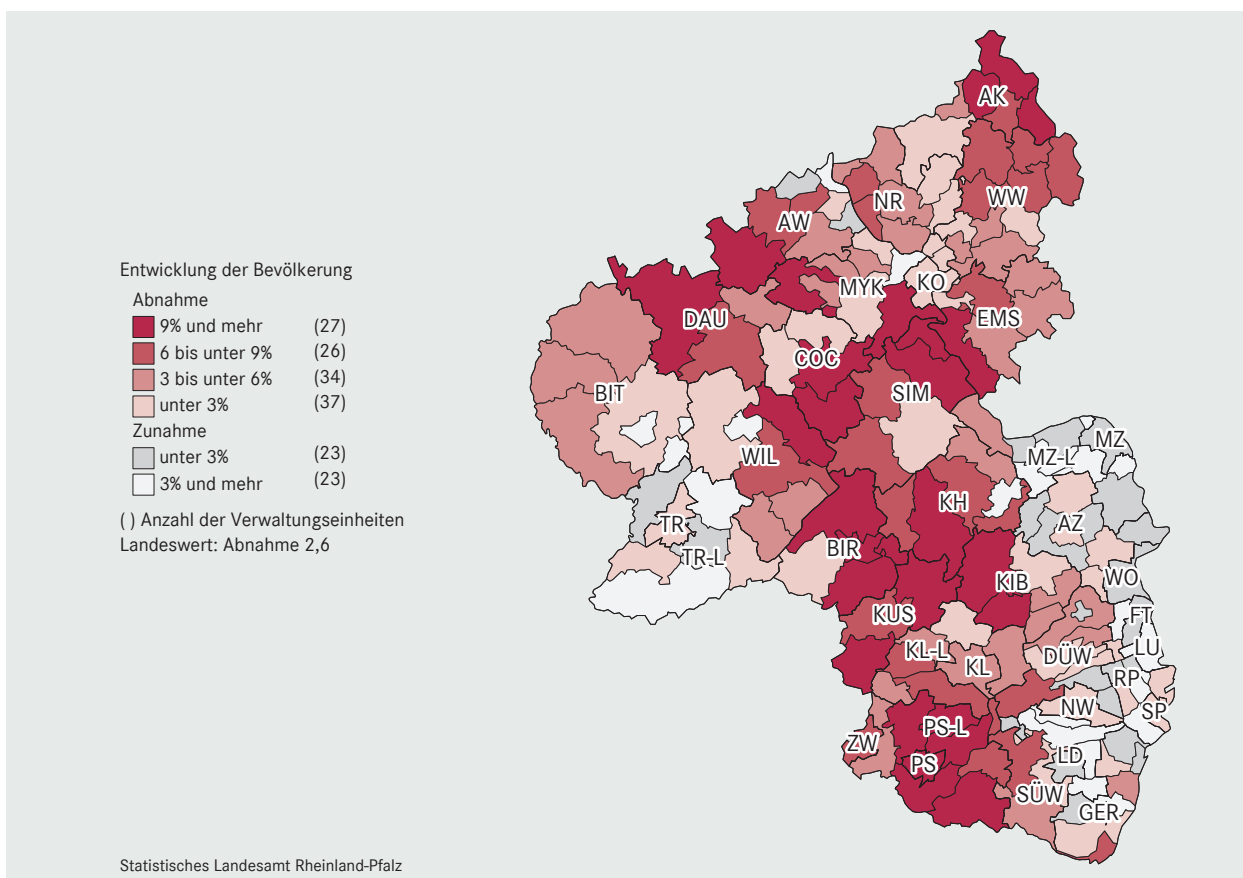 Entwicklung der Bevölkerung
Abnahme
9% und mehr (27)
6 bis unter 9% (26)
3 bis unter 6% (34)
unter 3% (37)
Zunahme
unter 3% (23)
3% und mehr (23)
( ) Anzahl der Verwaltungseinheiten
Landeswert: Abnahme 2,6
AK
NR
WW
AW
MYK
KO
DAU
EMS
COC
BIT
SIM
WIL
MZ
MZ-L
KH
TR
AZ
TR-L
BIR
KIB
WO
KUS
FT
KL-L
KL
DÜW
LU
RP
NW
SP
PS-L
ZW
LD
PS
SÜW
GER
Statistisches Landesamt Rheinland-Pfalz